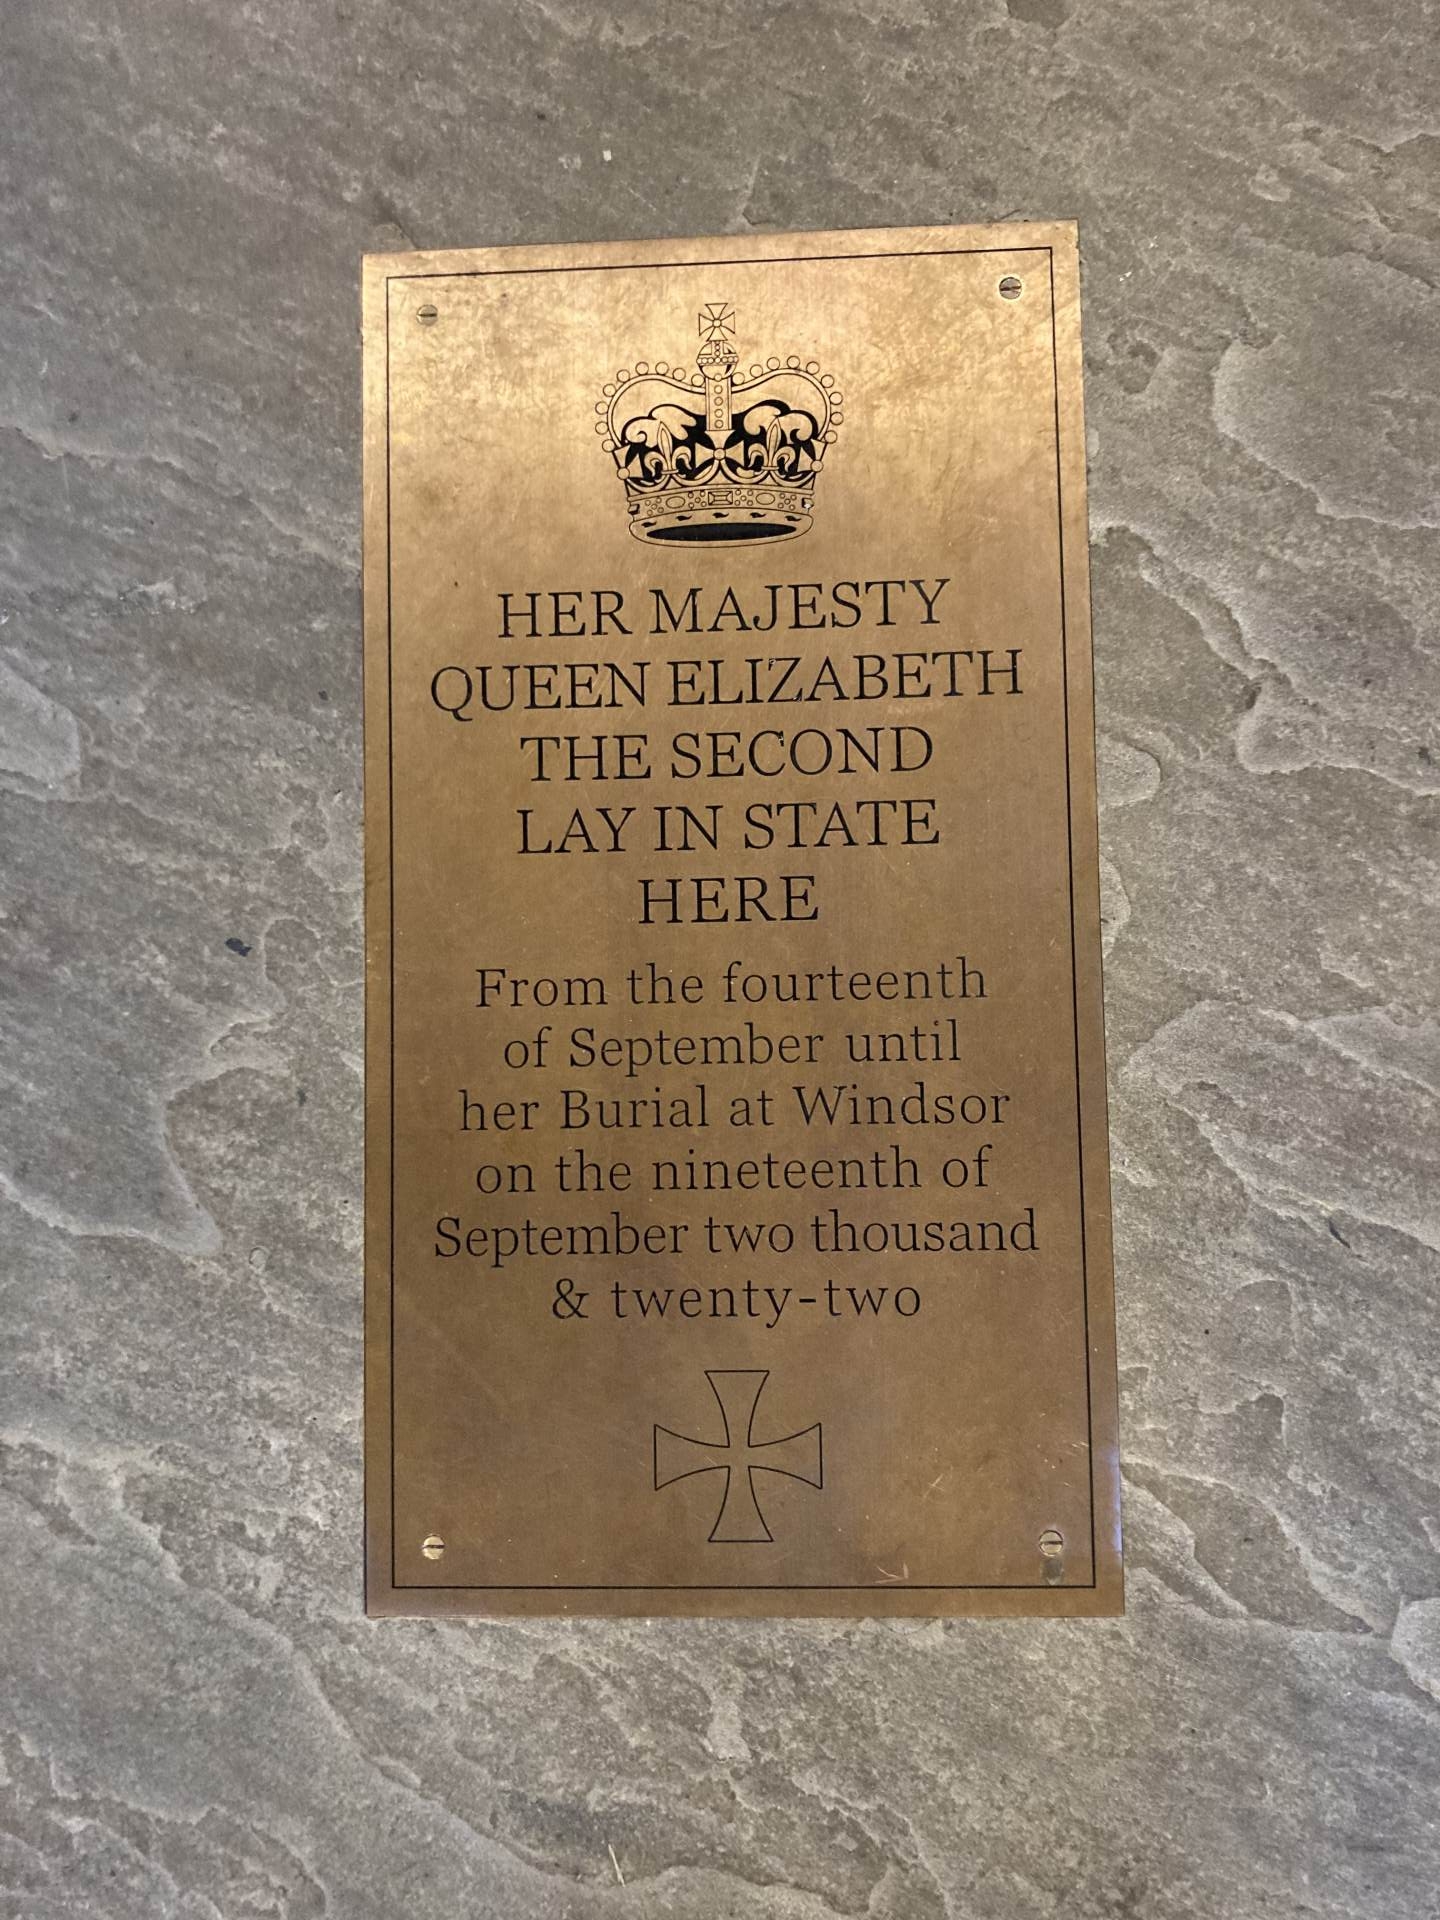 HER MAJESTY
QUEEN ELIZABETH
THE SECOND
LAY IN STATE
HERE
From the fourteenth
of September until
her Burial at Windsor
on the nineteenth of
September two thousand
& twenty-two